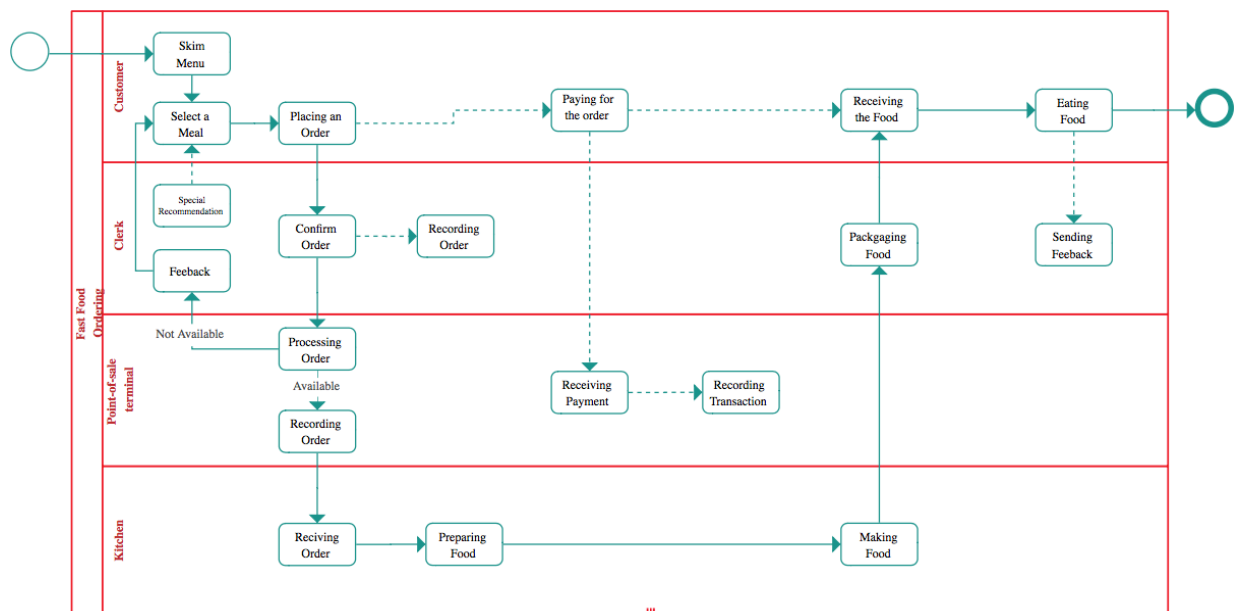 Fast Food
Ordering
Customer
Skim
Menu
Select a
Meal
Placing an
Order
Paying for
the order
Receiving
the Food
Eating
Food
Clerk
Special
Recommendation
Confirm
Order
Recording
Order
Packgaging
Food
Sending
Feeback
Feeback
Point-of-sale
terminal
Not Available
Processing
Order
Available
Receiving
Payment
Recording
Transaction
Recording
Order
Kitchen
Reciving
Order
Preparing
Food
Making
Food